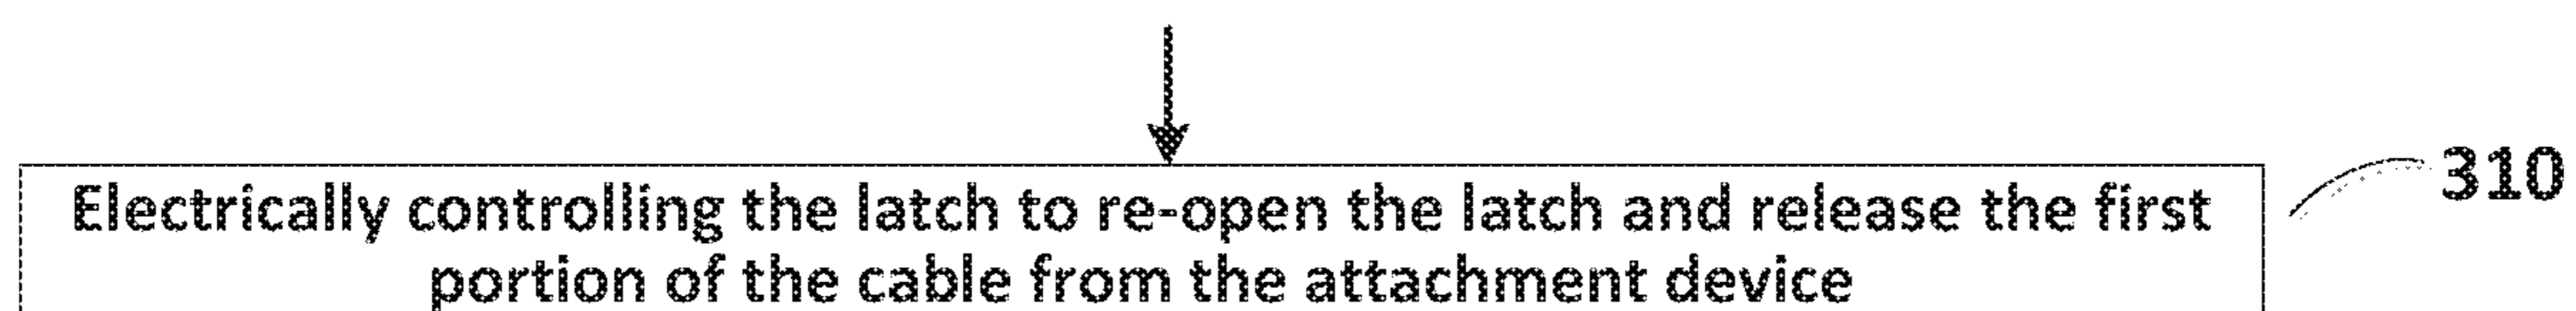 310
Electrically controlling the latch to re-open the latch and release the first
portion of the cable from the attachment device